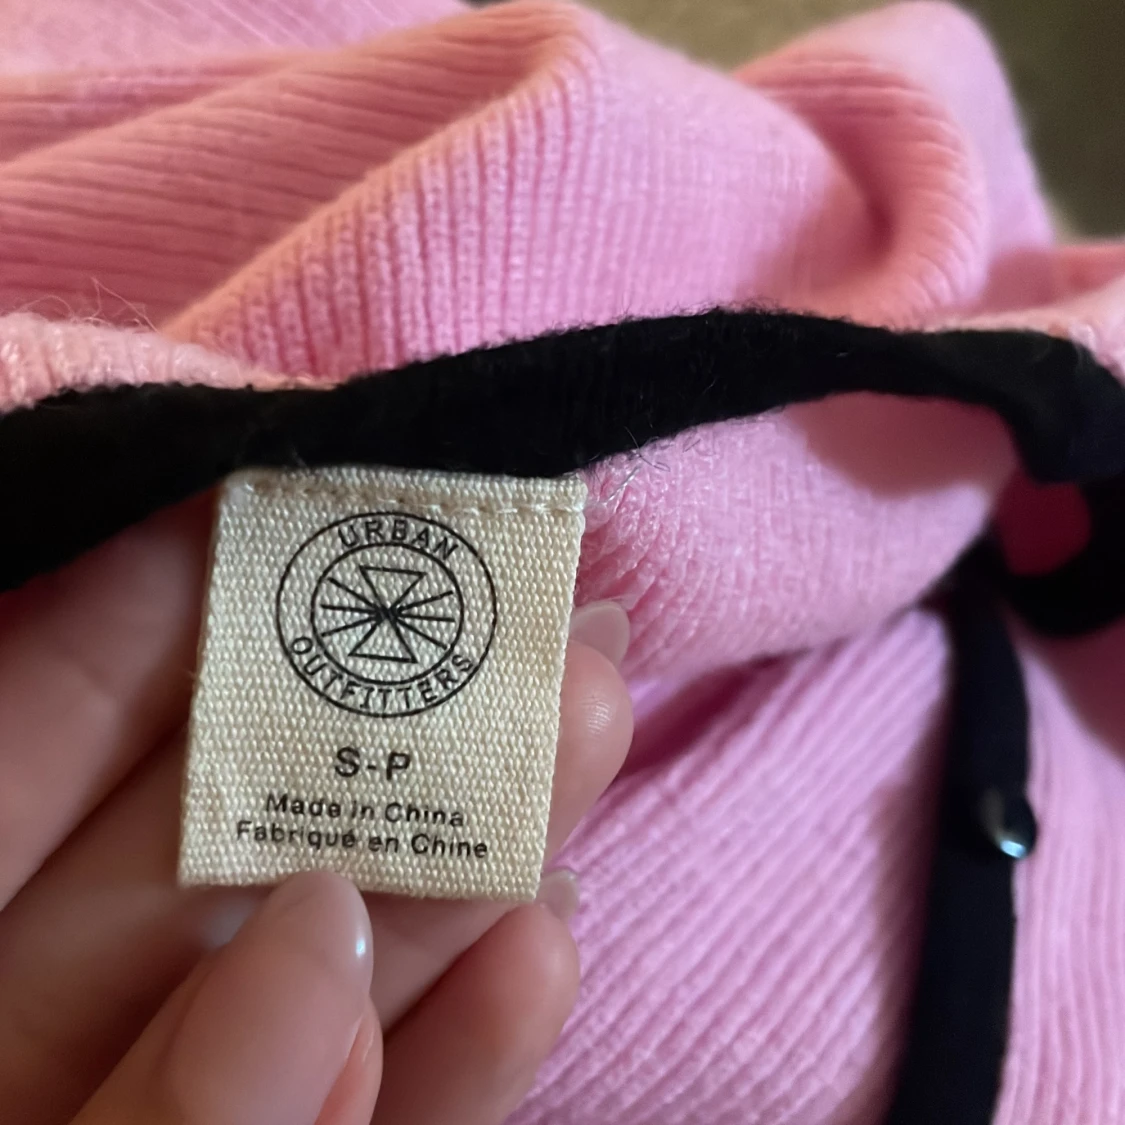 URBAN
OUTFITTERS
S-P
Made in China
Fabriqué en Chine